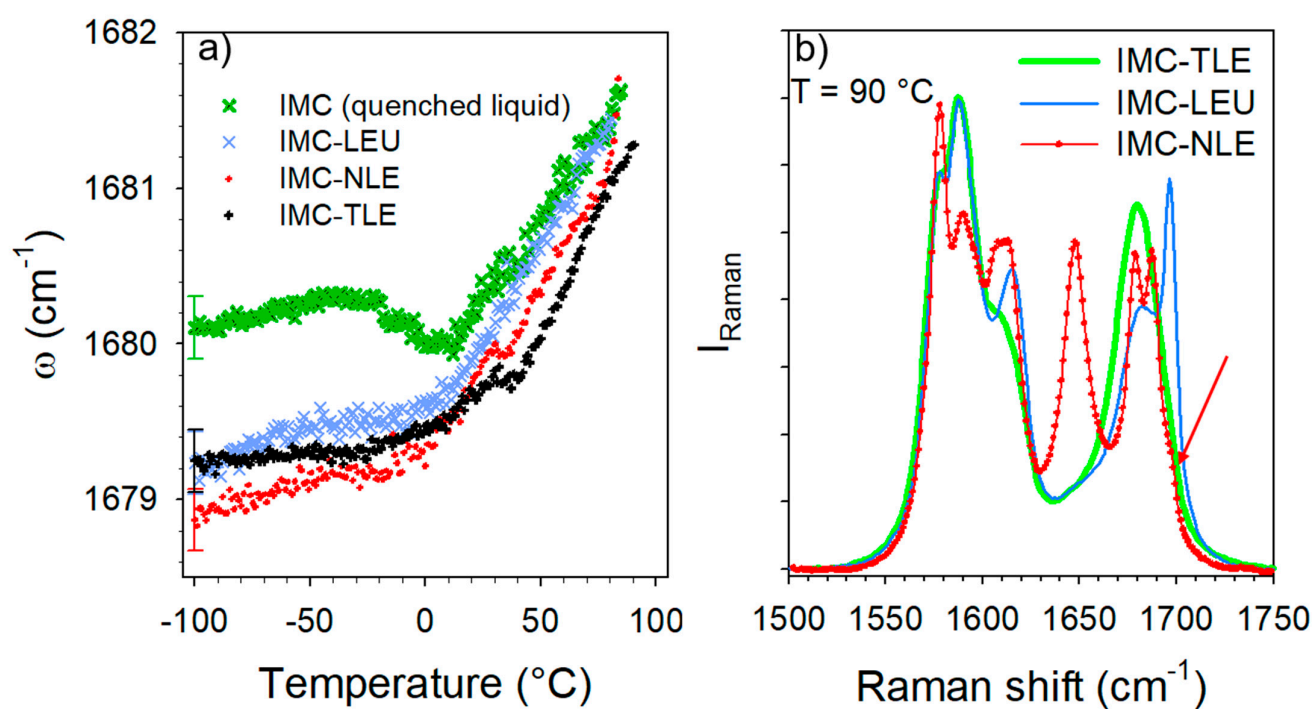 a)
1682
1681
1680
1679
ω (cm-1)
IMC (quenched liquid)
IMC-LEU
IMC-NLE
IMC-TLE
-100 -50 0 50 100
Temperature (°C)
b)
T = 90 °C
IMC-TLE
IMC-LEU
IMC-NLE
IRaman
1500 1550 1600 1650 1700 1750
Raman shift (cm-1)